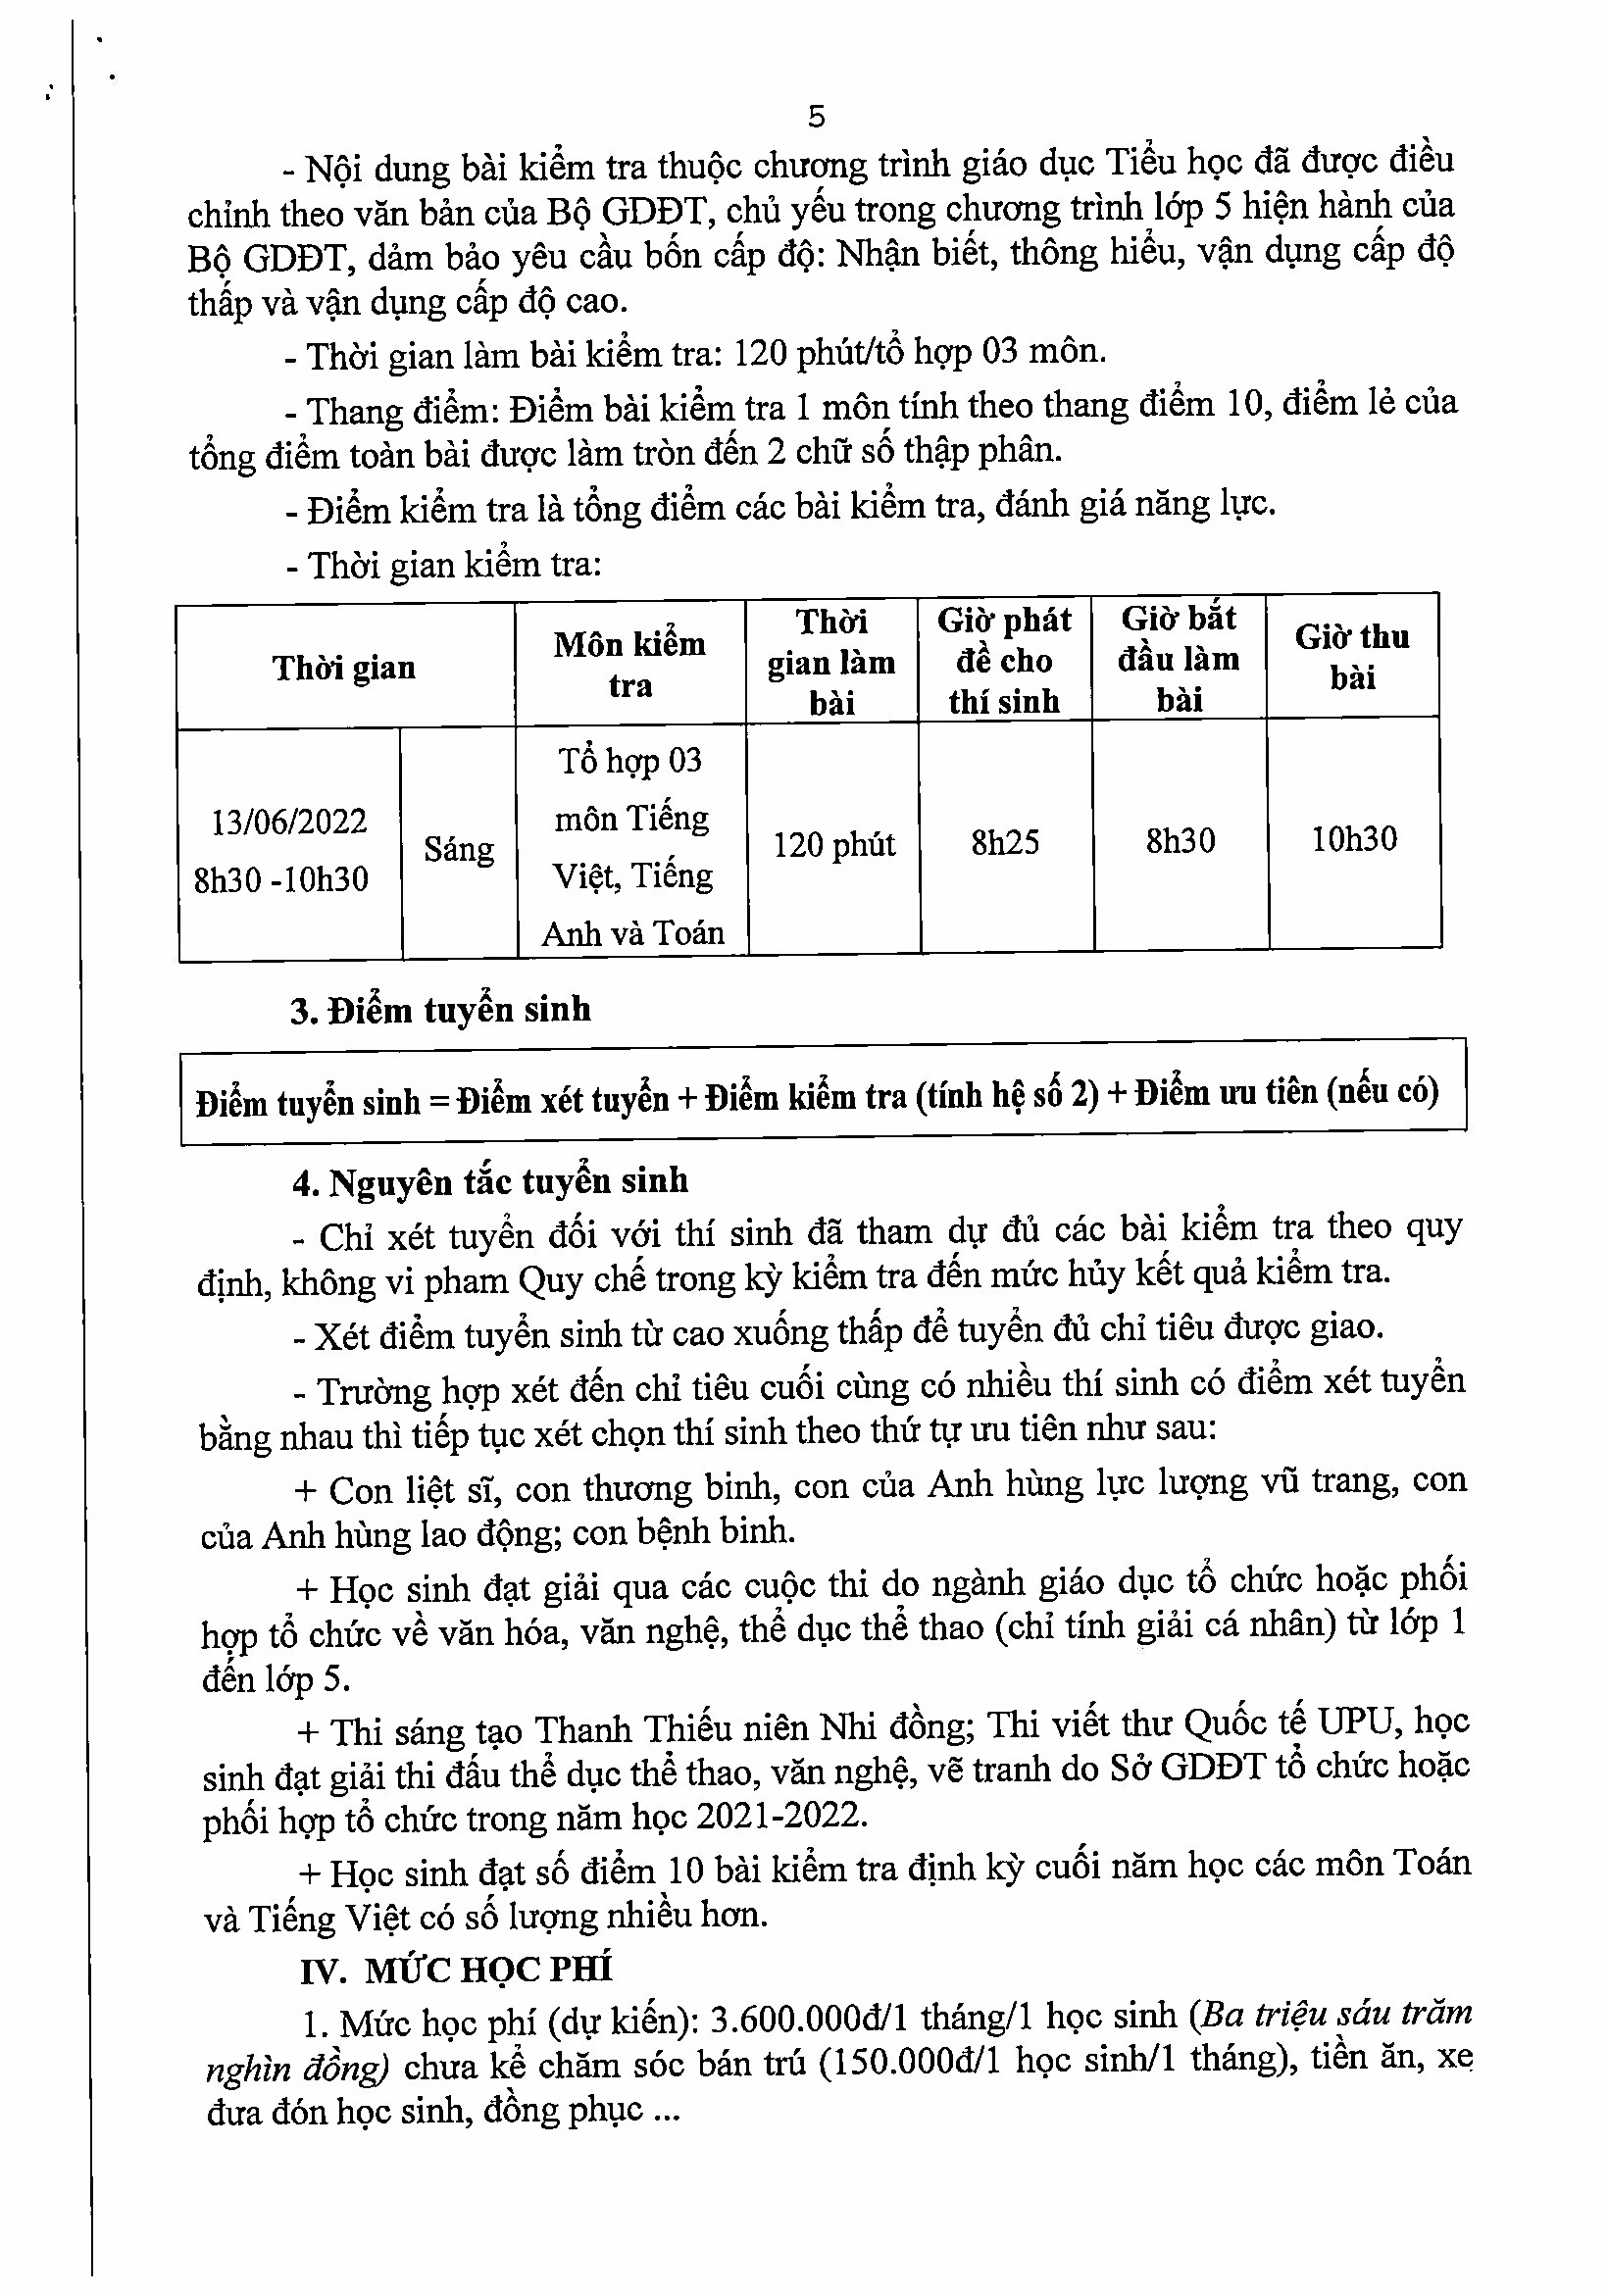 5
- Nội dung bài kiểm tra thuộc chương trình giáo dục Tiểu học đã được điều
chỉnh theo văn bản của Bộ GDĐT, chủ yếu trong chương trình lớp 5 hiện hành của
Bộ GDĐT, dảm bảo yêu cầu bốn cấp độ: Nhận biết, thông hiểu, vận dụng cấp độ
thấp và vận dụng cấp độ cao.
- Thời gian làm bài kiểm tra: 120 phút/tổ hợp 03 môn.
- Thang điểm: Điểm bài kiểm tra 1 môn tính theo thang điểm 10, điểm lẻ của
tổng điểm toàn bài được làm tròn đến 2 chữ số thập phân.
- Điểm kiểm tra là tổng điểm các bài kiểm tra, đánh giá năng lực.
- Thời gian kiểm tra:
Thời gian
Môn kiểm
tra
Thời
gian làm
bài
Giờ phát
đề cho
thí sinh
Giờ bắt
đầu làm
bài
Giờ thu
bài
13/06/2022
8h30 -10h30
Sáng
Tổ hợp 03
môn Tiếng
Việt, Tiếng
Anh và Toán
120 phút
8h25
8h30
10h30
3. Điểm tuyển sinh
Điểm tuyển sinh = Điểm xét tuyển + Điểm kiểm tra (tính hệ số 2) + Điểm ưu tiên (nếu có)
4. Nguyên tắc tuyển sinh
- Chỉ xét tuyển đối với thí sinh đã tham dự đủ các bài kiểm tra theo quy
định, không vi pham Quy chế trong kỳ kiểm tra đến mức hủy kết quả kiểm tra.
- Xét điểm tuyển sinh từ cao xuống thấp để tuyển đủ chỉ tiêu được giao.
- Trường hợp xét đến chỉ tiêu cuối cùng có nhiều thí sinh có điểm xét tuyển
bằng nhau thì tiếp tục xét chọn thí sinh theo thứ tự ưu tiên như sau:
+ Con liệt sĩ, con thương binh, con của Anh hùng lực lượng vũ trang, con
của Anh hùng lao động; con bệnh binh.
+ Học sinh đạt giải qua các cuộc thi do ngành giáo dục tổ chức hoặc phối
hợp tổ chức về văn hóa, văn nghệ, thể dục thể thao (chỉ tính giải cá nhân) từ lớp 1
đến lớp 5.
+ Thi sáng tạo Thanh Thiếu niên Nhi đồng; Thi viết thư Quốc tế UPU, học
sinh đạt giải thi đấu thể dục thể thao, văn nghệ, vẽ tranh do Sở GDĐT tổ chức hoặc
phối hợp tổ chức trong năm học 2021-2022.
+ Học sinh đạt số điểm 10 bài kiểm tra định kỳ cuối năm học các môn Toán
và Tiếng Việt có số lượng nhiều hơn.
IV. MỨC HỌC PHÍ
1. Mức học phí (dự kiến): 3.600.000đ/1 tháng/1 học sinh (Ba triệu sáu trăm
nghìn đồng) chưa kể chăm sóc bán trú (150.000đ/1 học sinh/1 tháng), tiền ăn, xe
đưa đón học sinh, đồng phục ...